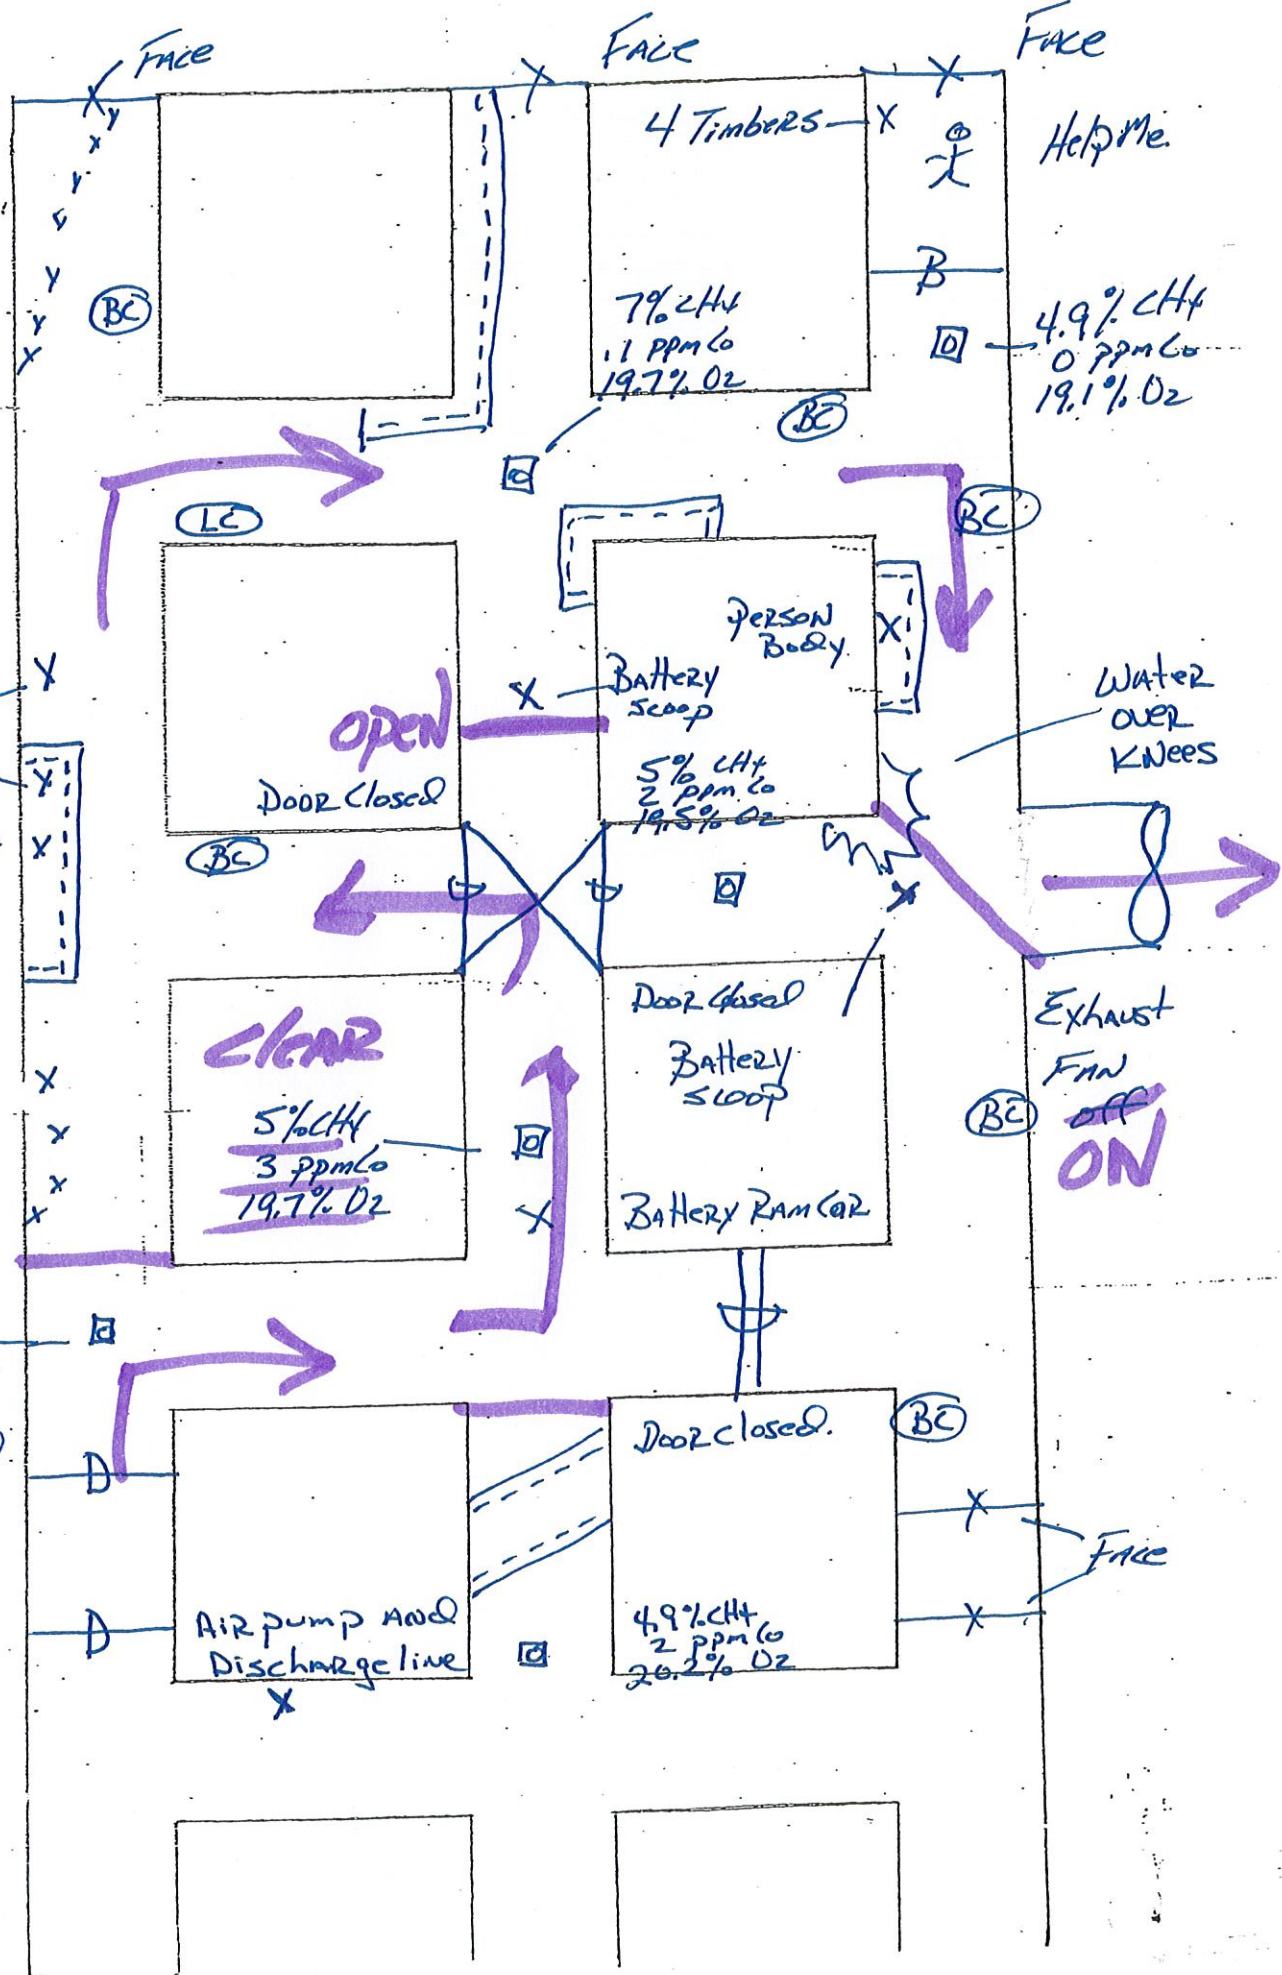 Face
Face
Face
4 Timbers
Help Me.
BC
7% CH4
.1 ppm Co
19.7% O2
B
4.9% CH4
0 ppm Co
19.1% O2
BC
LC
BC
Person
Body
Battery
scoop
OPEN
Door Closed
5% CH4
2 ppm Co
19.5% O2
Water
over
Knees
BC
Clear
5% CH4
3 ppm Co
19.7% O2
Door Closed
Battery
scoop
Battery Ram Car
Exhaust
Fan
off
ON
BC
D
Door Closed.
BC
D
Air pump And
Discharge line
4.9% CH4
2 ppm Co
20.2% O2
Face